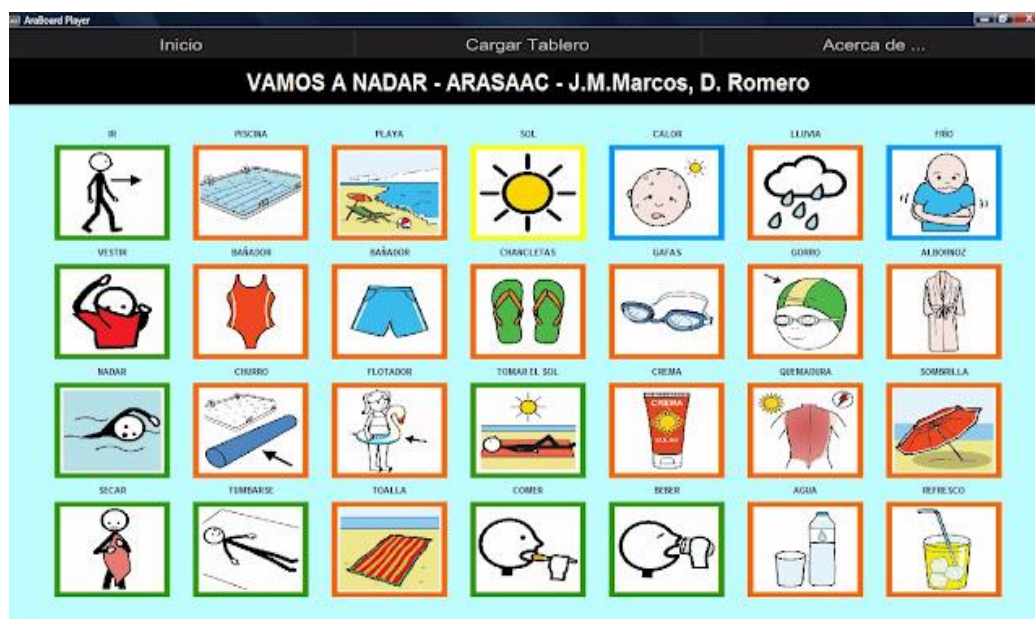 AraBoard Player
Inicio Cargar Tablero Acerca de ...
VAMOS A NADAR - ARASAAC - J.M.Marcos, D. Romero
IR PISCINA PLAYA SOL CALOR LLUVIA FRÍO
VESTIR BAÑADOR BAÑADOR CHANCLETAS GAFAS GORRO ALBORNOZ
NADAR CHURRO FLOTADOR TOMAR EL SOL CREMA QUEMADURA SOMBRILLA
CREMA
SOLAR
SECAR TUMBARSE TOALLA COMER BEBER AGUA REFRESCO